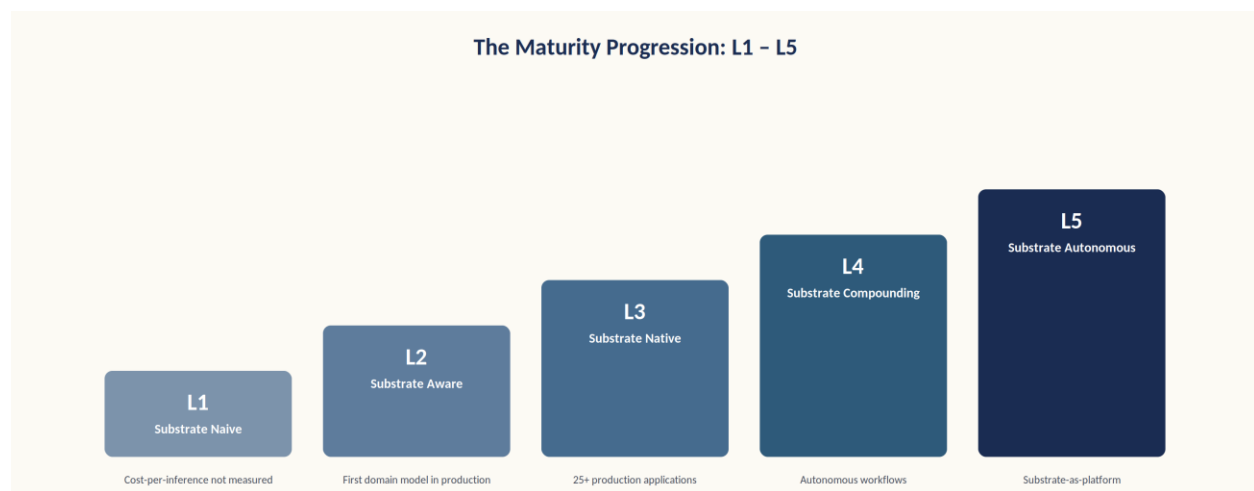 The Maturity Progression: L1 – L5
L1
Substrate Naive
Cost-per-inference not measured
L2
Substrate Aware
First domain model in production
L3
Substrate Native
25+ production applications
L4
Substrate Compounding
Autonomous workflows
L5
Substrate Autonomous
Substrate-as-platform